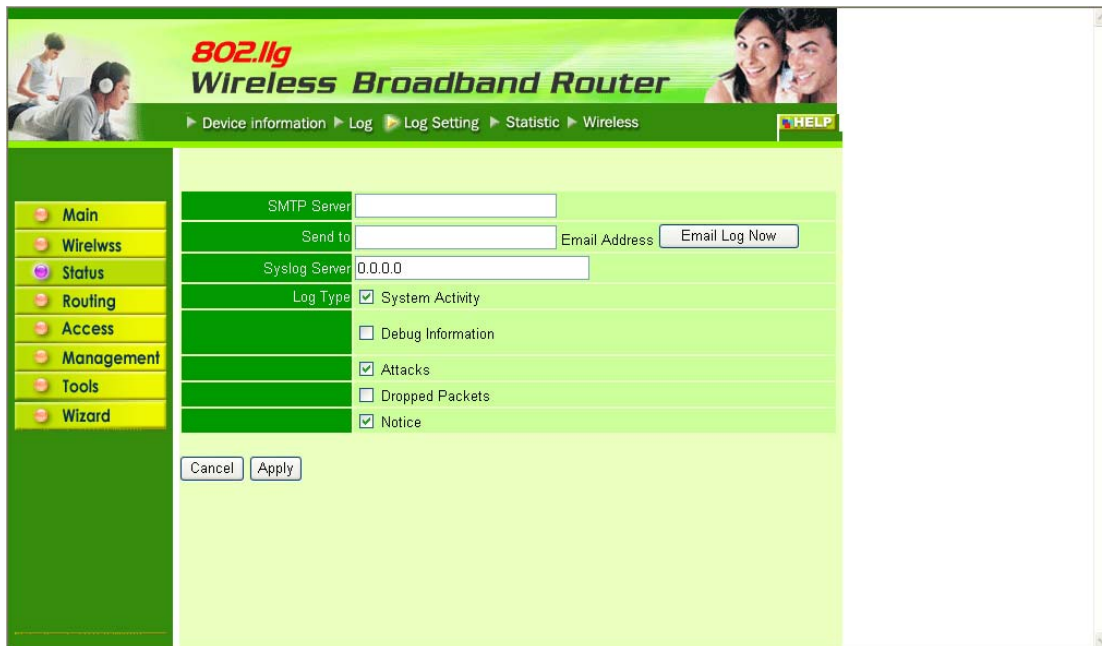 802.11g
Wireless Broadband Router
Device information Log Log Setting Statistic Wireless
HELP
Main
Wirelwss
Status
Routing
Access
Management
Tools
Wizard
SMTP Server
Send to Email Address Email Log Now
Syslog Server 0.0.0.0
Log Type System Activity
Debug Information
Attacks
Dropped Packets
Notice
Cancel Apply